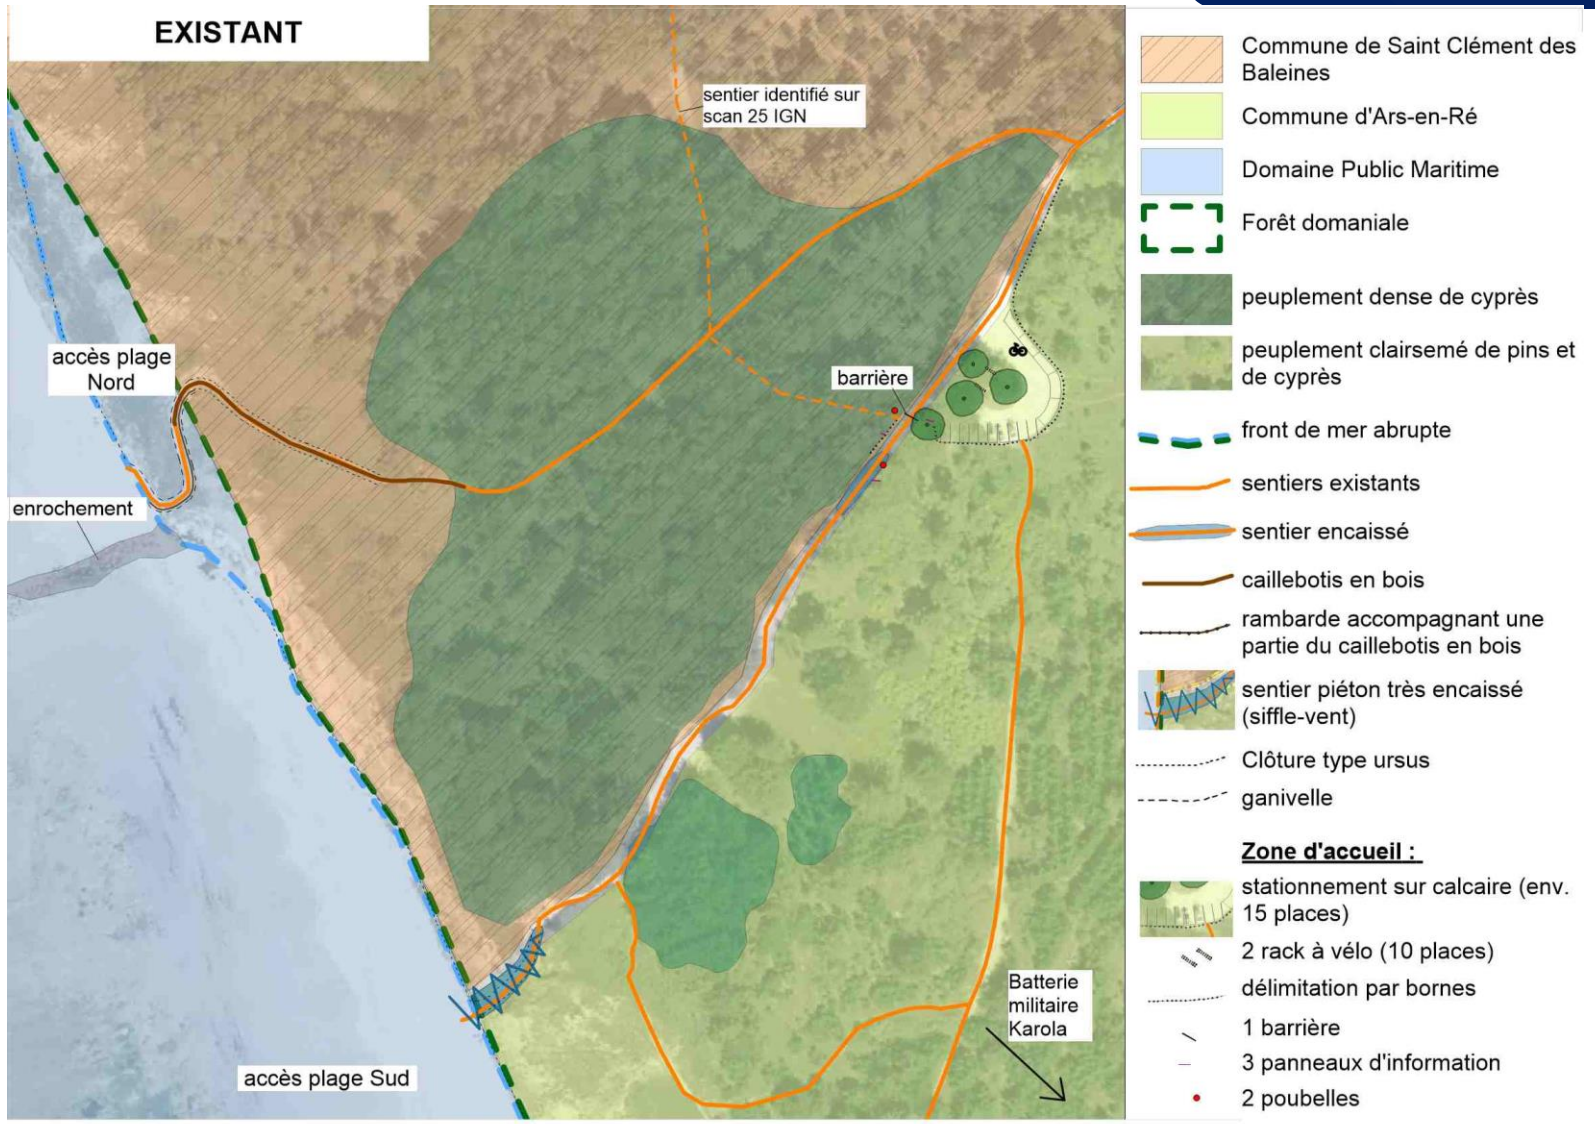 EXISTANT
sentier identifié sur
scan 25 IGN
accès plage
Nord
barrière
enrochement
Batterie
militaire
Karola
accès plage Sud
Commune de Saint Clément des
Baleines
Commune d'Ars-en-Ré
Domaine Public Maritime
Forêt domaniale
peuplement dense de cyprès
peuplement clairsemé de pins et
de cyprès
front de mer abrupte
sentiers existants
sentier encaissé
caillebotis en bois
rambarde accompagnant une
partie du caillebotis en bois
sentier piéton très encaissé
(siffle-vent)
Clôture type ursus
ganivelle
Zone d'accueil :
stationnement sur calcaire (env.
15 places)
2 rack à vélo (10 places)
délimitation par bornes
1 barrière
3 panneaux d'information
2 poubelles